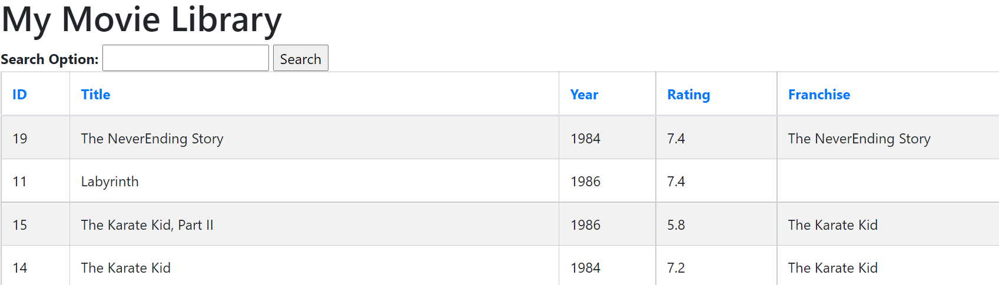 My Movie Library
Search Option: Search
ID Title Year Rating Franchise
19 The NeverEnding Story 1984 7.4 The NeverEnding Story
11 Labyrinth 1986 7.4
15 The Karate Kid, Part II 1986 5.8 The Karate Kid
14 The Karate Kid 1984 7.2 The Karate Kid